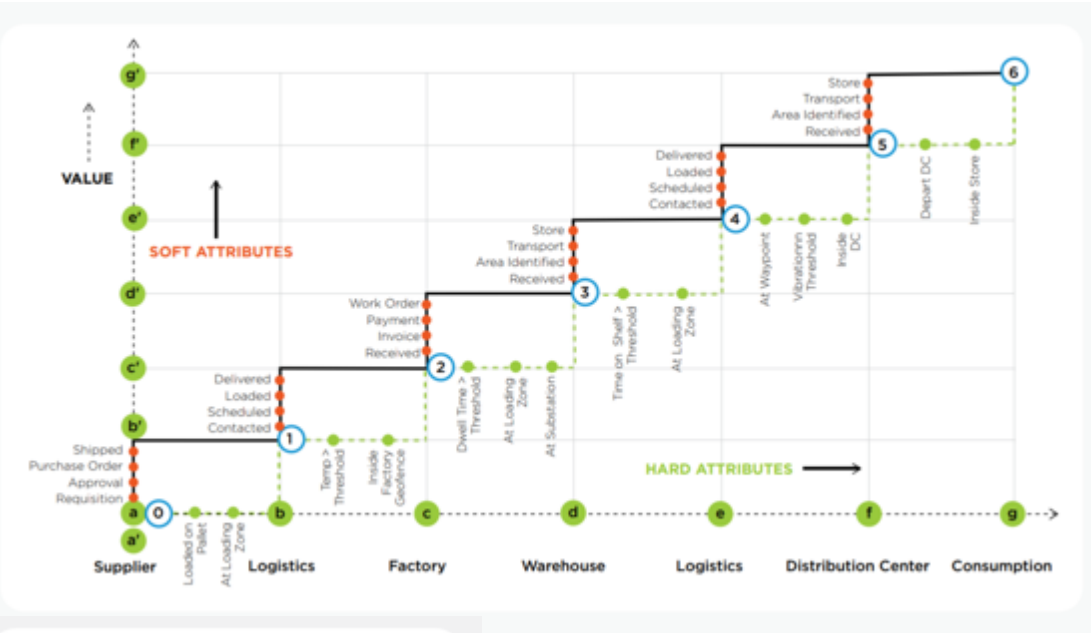 g'
6
Store
Transport
Area Identified
Received
f'
5
VALUE
Delivered
Loaded
Scheduled
Contacted
Depart DC
Inside Store
e'
4
SOFT ATTRIBUTES
Store
Transport
Area Identified
Received
At Waypoint
Vibrationnn
Threshold
Inside
DC
d'
3
Work Order
Payment
Invoice
Received
Time on Shelf >
Threshold
At Loading
Zone
c'
2
Delivered
Loaded
Scheduled
Contacted
Dwell Time >
Threshold
At Loading
Zone
At Substation
b'
1
Shipped
Purchase Order
Approval
Requisition
Temp >
Threshold
Inside
Factory
Geofence
HARD ATTRIBUTES
a
0
b
c
d
e
f
g
a'
Loaded on
Pallet
At Loading
Zone
Supplier
Logistics
Factory
Warehouse
Logistics
Distribution Center
Consumption